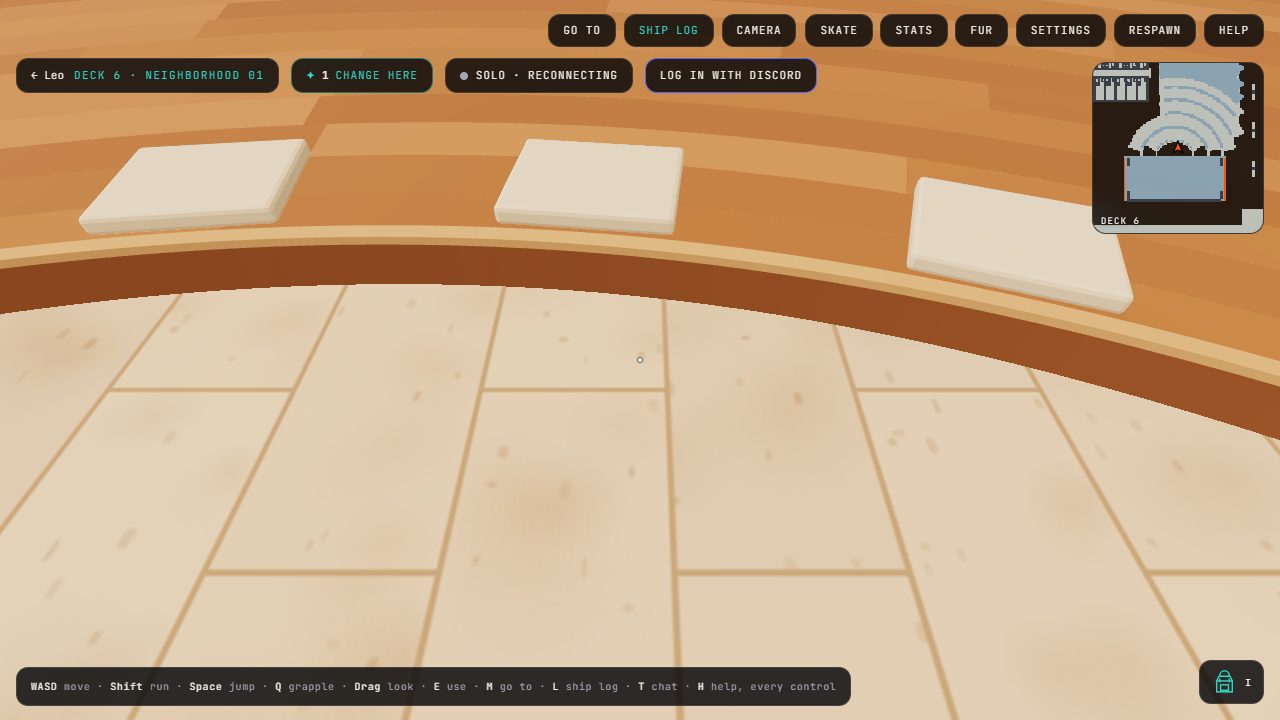 GO TO
SHIP LOG
CAMERA
SKATE
STATS
FUR
SETTINGS
RESPAWN
HELP
← Leo DECK 6 · NEIGHBORHOOD 01
✦ 1 CHANGE HERE
SOLO · RECONNECTING
LOG IN WITH DISCORD
DECK 6
WASD move · Shift run · Space jump · Q grapple · Drag look · E use · M go to · L ship log · T chat · H help, every control
I